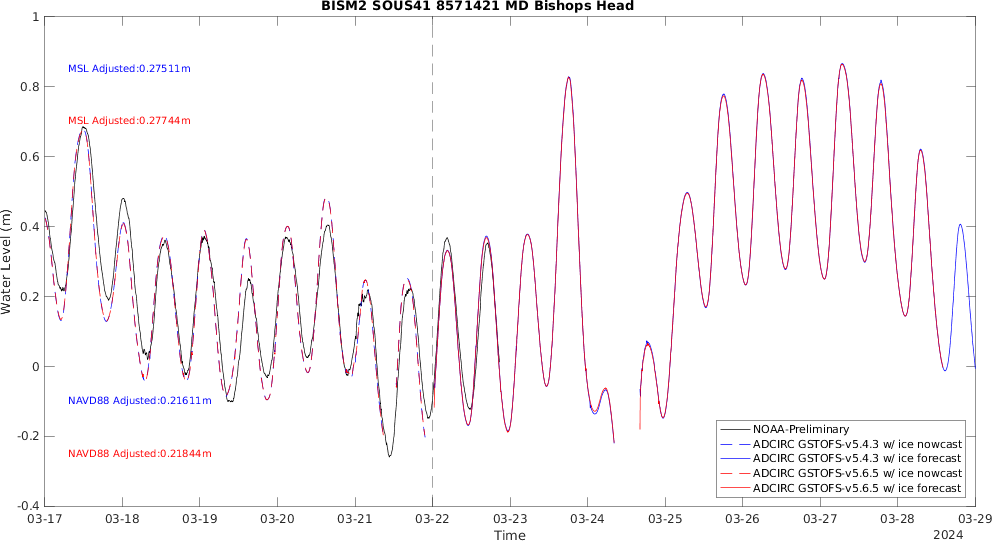 BISM2 SOUS41 8571421 MD Bishops Head
1
0.8
0.6
0.4
0.2
0
-0.2
-0.4
Water Level (m)
MSL Adjusted:0.27511m
MSL Adjusted:0.27744m
NAVD88 Adjusted:0.21611m
NAVD88 Adjusted:0.21844m
NOAA-Preliminary
ADCIRC GSTOFS-v5.4.3 w/ ice nowcast
ADCIRC GSTOFS-v5.4.3 w/ ice forecast
ADCIRC GSTOFS-v5.6.5 w/ ice nowcast
ADCIRC GSTOFS-v5.6.5 w/ ice forecast
03-17 03-18 03-19 03-20 03-21 03-22 03-23 03-24 03-25 03-26 03-27 03-28 03-29
Time
2024